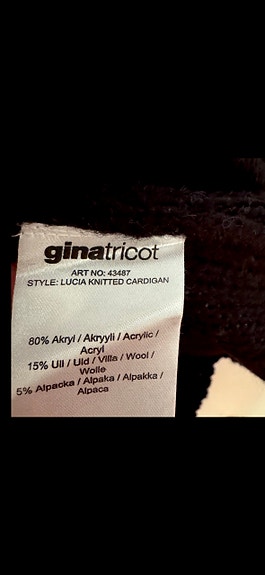 ginatricot
ART NO: 43487
STYLE: LUCIA KNITTED CARDIGAN
80% Akryl / Akryyli / Acrylic /
Acryl
15% Ull / Uld / Villa / Wool /
Wolle
5% Alpacka / Alpaka / Alpakka /
Alpaca